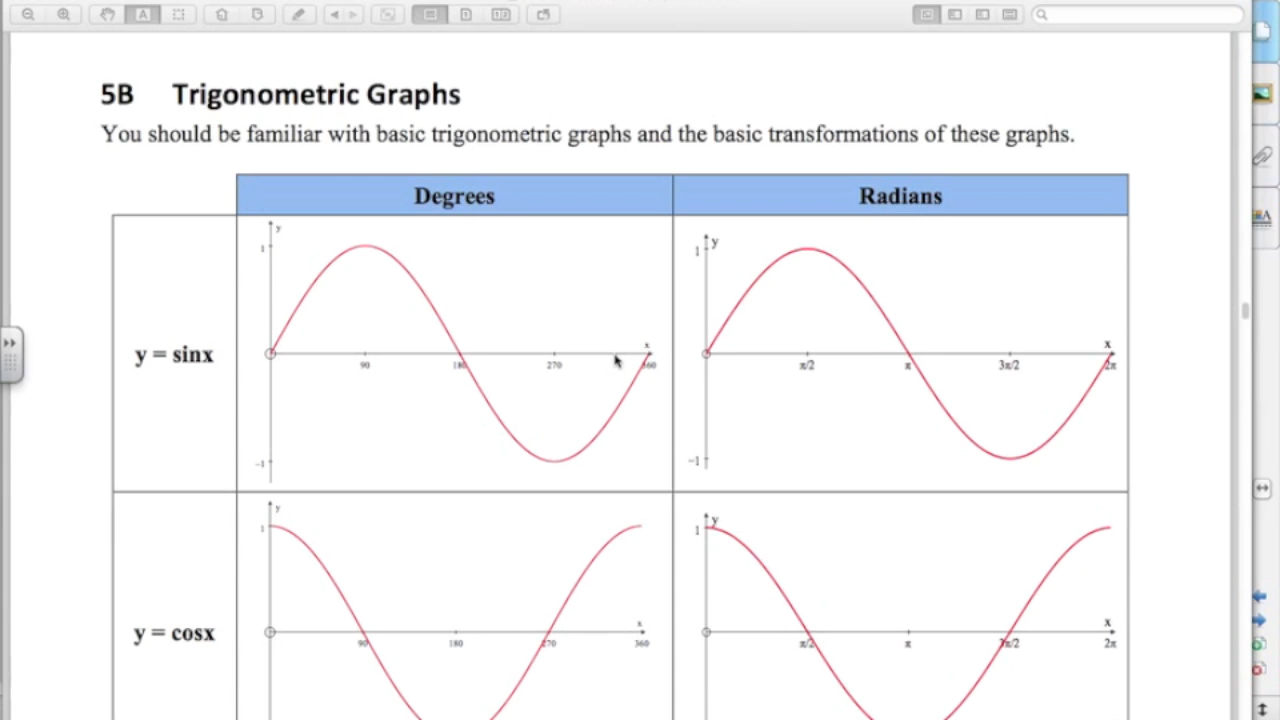 5B Trigonometric Graphs
You should be familiar with basic trigonometric graphs and the basic transformations of these graphs.
Degrees Radians
y = sinx
y
1
90 180 270 360
x
-1
y
1
π/2 π 3π/2 2π
x
-1
y = cosx
y
1
90 180 270 360
x
y
1
π/2 π 3π/2 2π
x